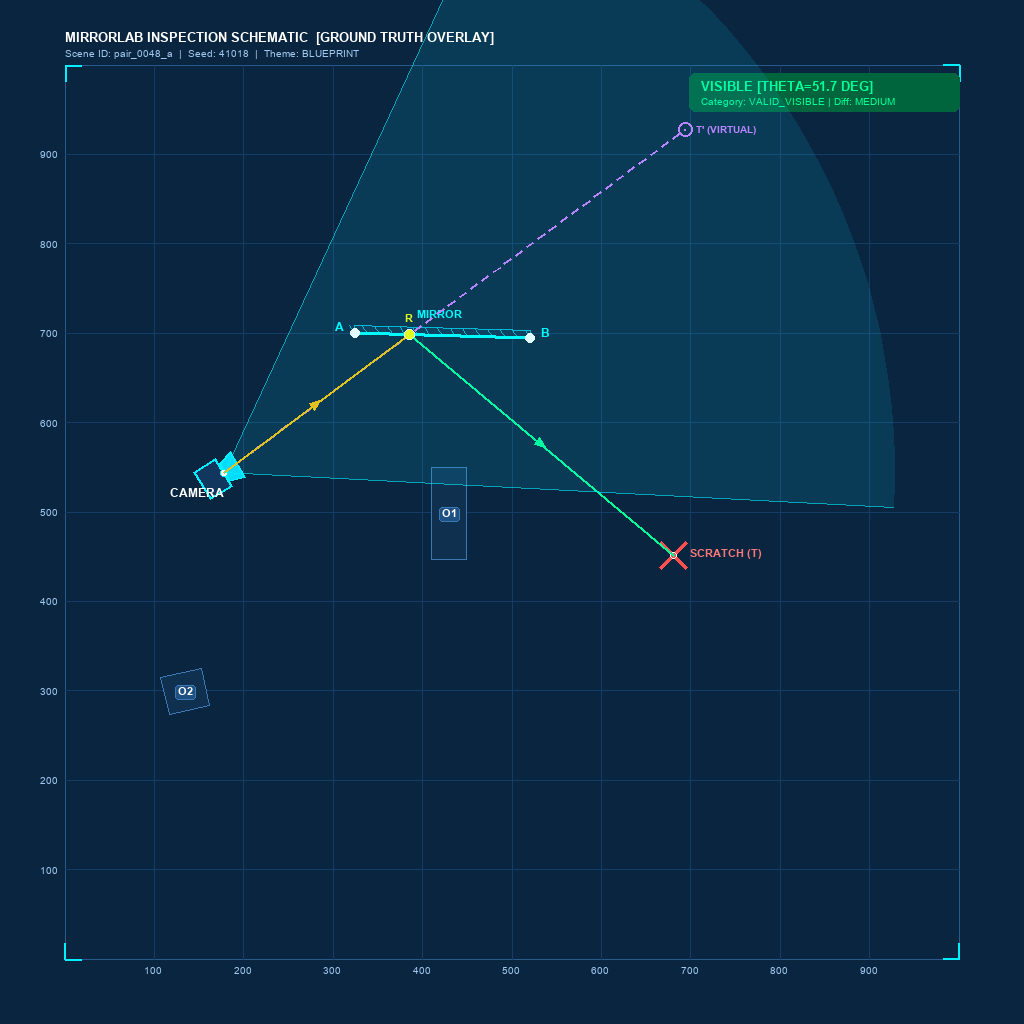 MIRRORLAB INSPECTION SCHEMATIC [GROUND TRUTH OVERLAY]
Scene ID: pair_0048_a | Seed: 41018 | Theme: BLUEPRINT
VISIBLE [THETA=51.7 DEG]
Category: VALID_VISIBLE | Diff: MEDIUM
T' (VIRTUAL)
900
800
R MIRROR
A
B
700
600
CAMERA
500
O1
SCRATCH (T)
400
300
O2
200
100
100 200 300 400 500 600 700 800 900